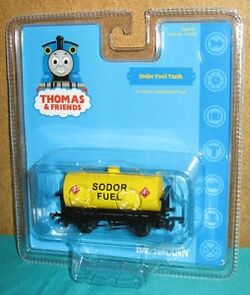 THOMAS
& FRIENDS
Sodor Fuel Tank
SODOR
FUEL
BACHMANN